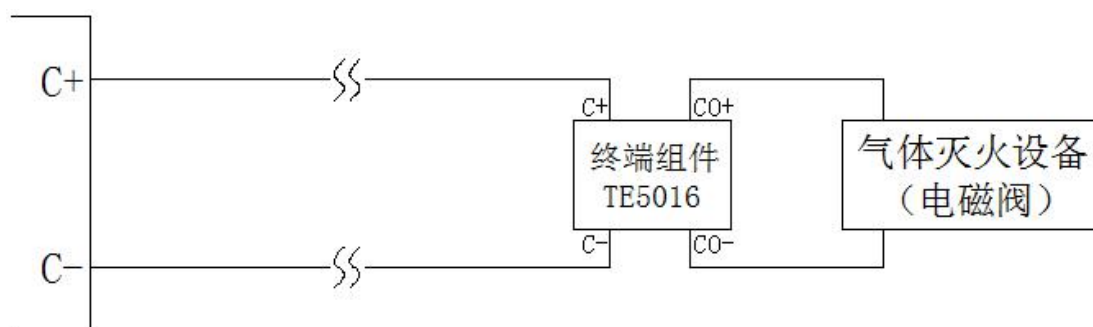 C+
C+ CO+
终端组件
TE5016
气体灭火设备
（电磁阀）
C- CO-
C-